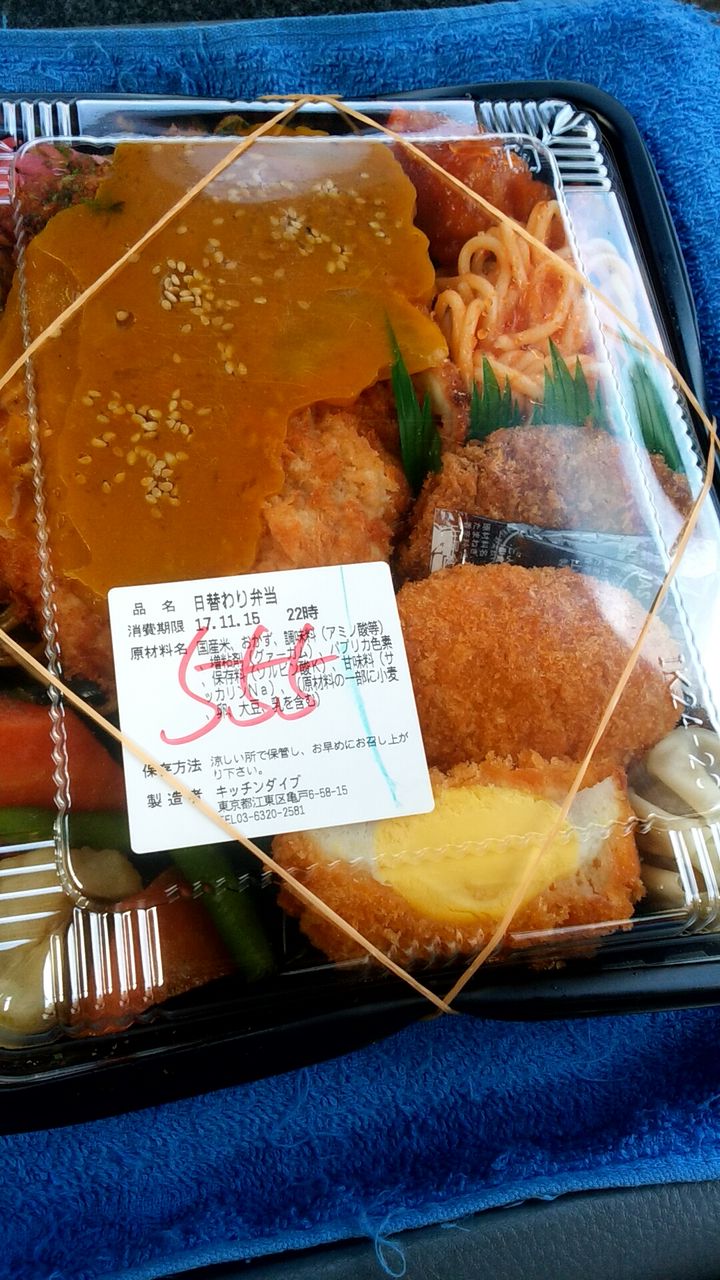 品 名 日替わり弁当
消費期限 17.11.15 22時
原材料名 国産米、おかず、調味料（アミノ酸等）
、増粘剤（グァーガム）、パプリカ色素
、保存料（ソルビン酸K）、甘味料（サ
ッカリンNa）、（原材料の一部に小麦
、卵、大豆、乳を含む）
555
保存方法 涼しい所で保管し、お早めにお召し上が
り下さい。
製造者 キッチンダイブ
東京都江東区亀戸6-58-15
TEL03-6320-2581
原材料名